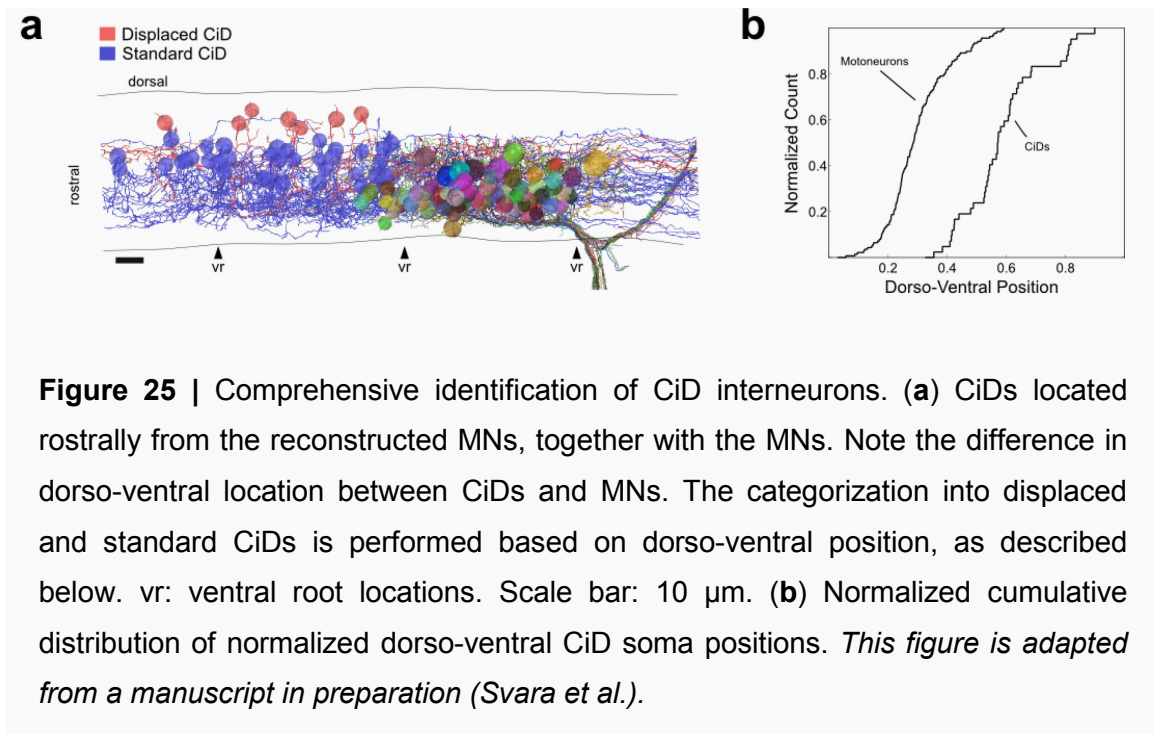 a
Displaced CiD
Standard CiD
dorsal
rostral
vr
vr
vr
b
Normalized Count
0.8
0.6
0.4
0.2
Motoneurons
CiDs
0.2 0.4 0.6 0.8
Dorso-Ventral Position
Figure 25 | Comprehensive identification of CiD interneurons. (a) CiDs located
rostrally from the reconstructed MNs, together with the MNs. Note the difference in
dorso-ventral location between CiDs and MNs. The categorization into displaced
and standard CiDs is performed based on dorso-ventral position, as described
below. vr: ventral root locations. Scale bar: 10 µm. (b) Normalized cumulative
distribution of normalized dorso-ventral CiD soma positions. This figure is adapted
from a manuscript in preparation (Svara et al.).